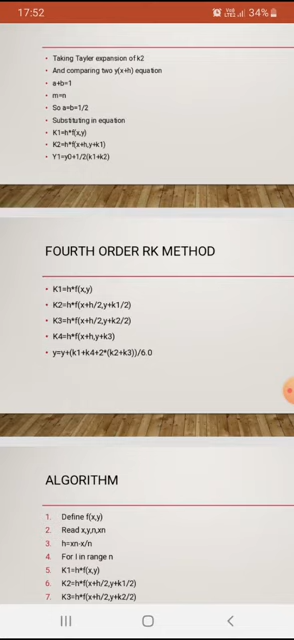 17:52
34%
Taking Tayler expansion of k2
And comparing two y(x+h) equation
a+b=1
m=n
So a=b=1/2
Substituting in equation
K1=h*f(x,y)
K2=h*f(x+h,y+k1)
Y1=y0+1/2(k1+k2)
FOURTH ORDER RK METHOD
K1=h*f(x,y)
K2=h*f(x+h/2,y+k1/2)
K3=h*f(x+h/2,y+k2/2)
K4=h*f(x+h,y+k3)
y=y+(k1+k4+2*(k2+k3))/6.0
ALGORITHM
1. Define f(x,y)
2. Read x,y,n,xn
3. h=xn-x/n
4. For I in range n
5. K1=h*f(x,y)
6. K2=h*f(x+h/2,y+k1/2)
7. K3=h*f(x+h/2,y+k2/2)